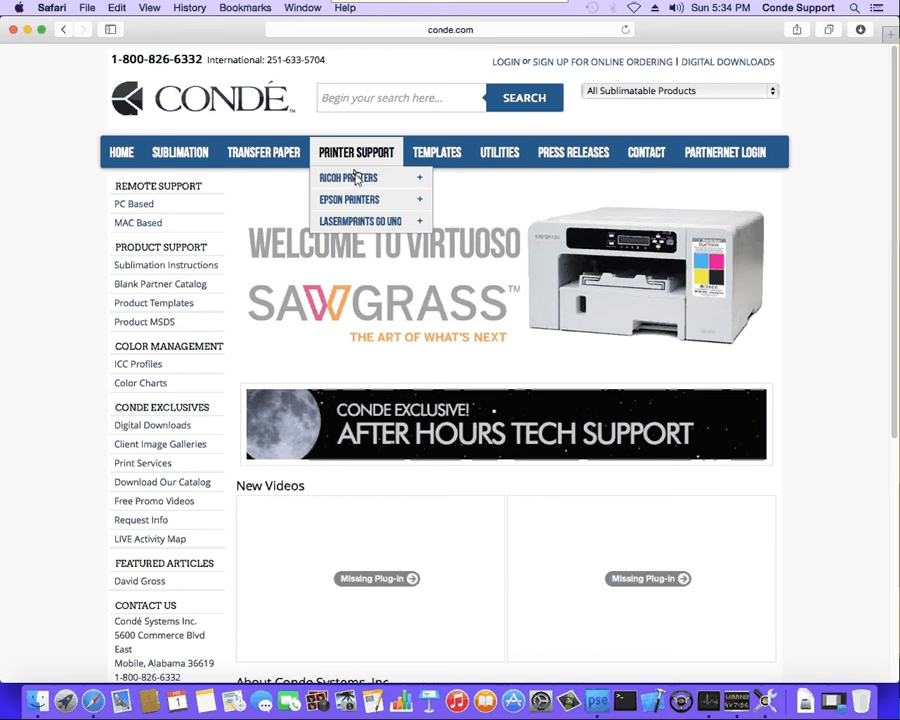 Safari File Edit View History Bookmarks Window Help Sun 5:34 PM Conde Support
conde.com
1-800-826-6332 International: 251-633-5704
LOGIN or SIGN UP FOR ONLINE ORDERING | DIGITAL DOWNLOADS
CONDÉ™
Begin your search here...
SEARCH
All Sublimatable Products
HOME SUBLIMATION TRANSFER PAPER PRINTER SUPPORT TEMPLATES UTILITIES PRESS RELEASES CONTACT PARTNERNET LOGIN
RICOH PRINTERS +
EPSON PRINTERS +
LASERMPRINTS GO UNO +
REMOTE SUPPORT
PC Based
MAC Based
PRODUCT SUPPORT
Sublimation Instructions
Blank Partner Catalog
Product Templates
Product MSDS
COLOR MANAGEMENT
ICC Profiles
Color Charts
CONDE EXCLUSIVES
Digital Downloads
Client Image Galleries
Print Services
Download Our Catalog
Free Promo Videos
Request Info
LIVE Activity Map
FEATURED ARTICLES
David Gross
CONTACT US
Condé Systems Inc.
5600 Commerce Blvd
East
Mobile, Alabama 36619
1-800-826-6332
WELCOME TO VIRTUOSO
SAWGRASS™
THE ART OF WHAT'S NEXT
SAWGRASS
CONDÉ
CONDE EXCLUSIVE!
AFTER HOURS TECH SUPPORT
New Videos
Missing Plug-in
Missing Plug-in
About Conde Systems, Inc.
pse